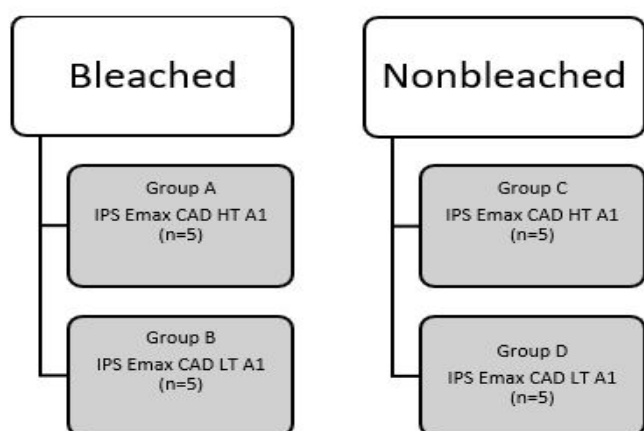 Bleached
Group A
IPS Emax CAD HT A1
(n=5)
Group B
IPS Emax CAD LT A1
(n=5)
Nonbleached
Group C
IPS Emax CAD HT A1
(n=5)
Group D
IPS Emax CAD LT A1
(n=5)